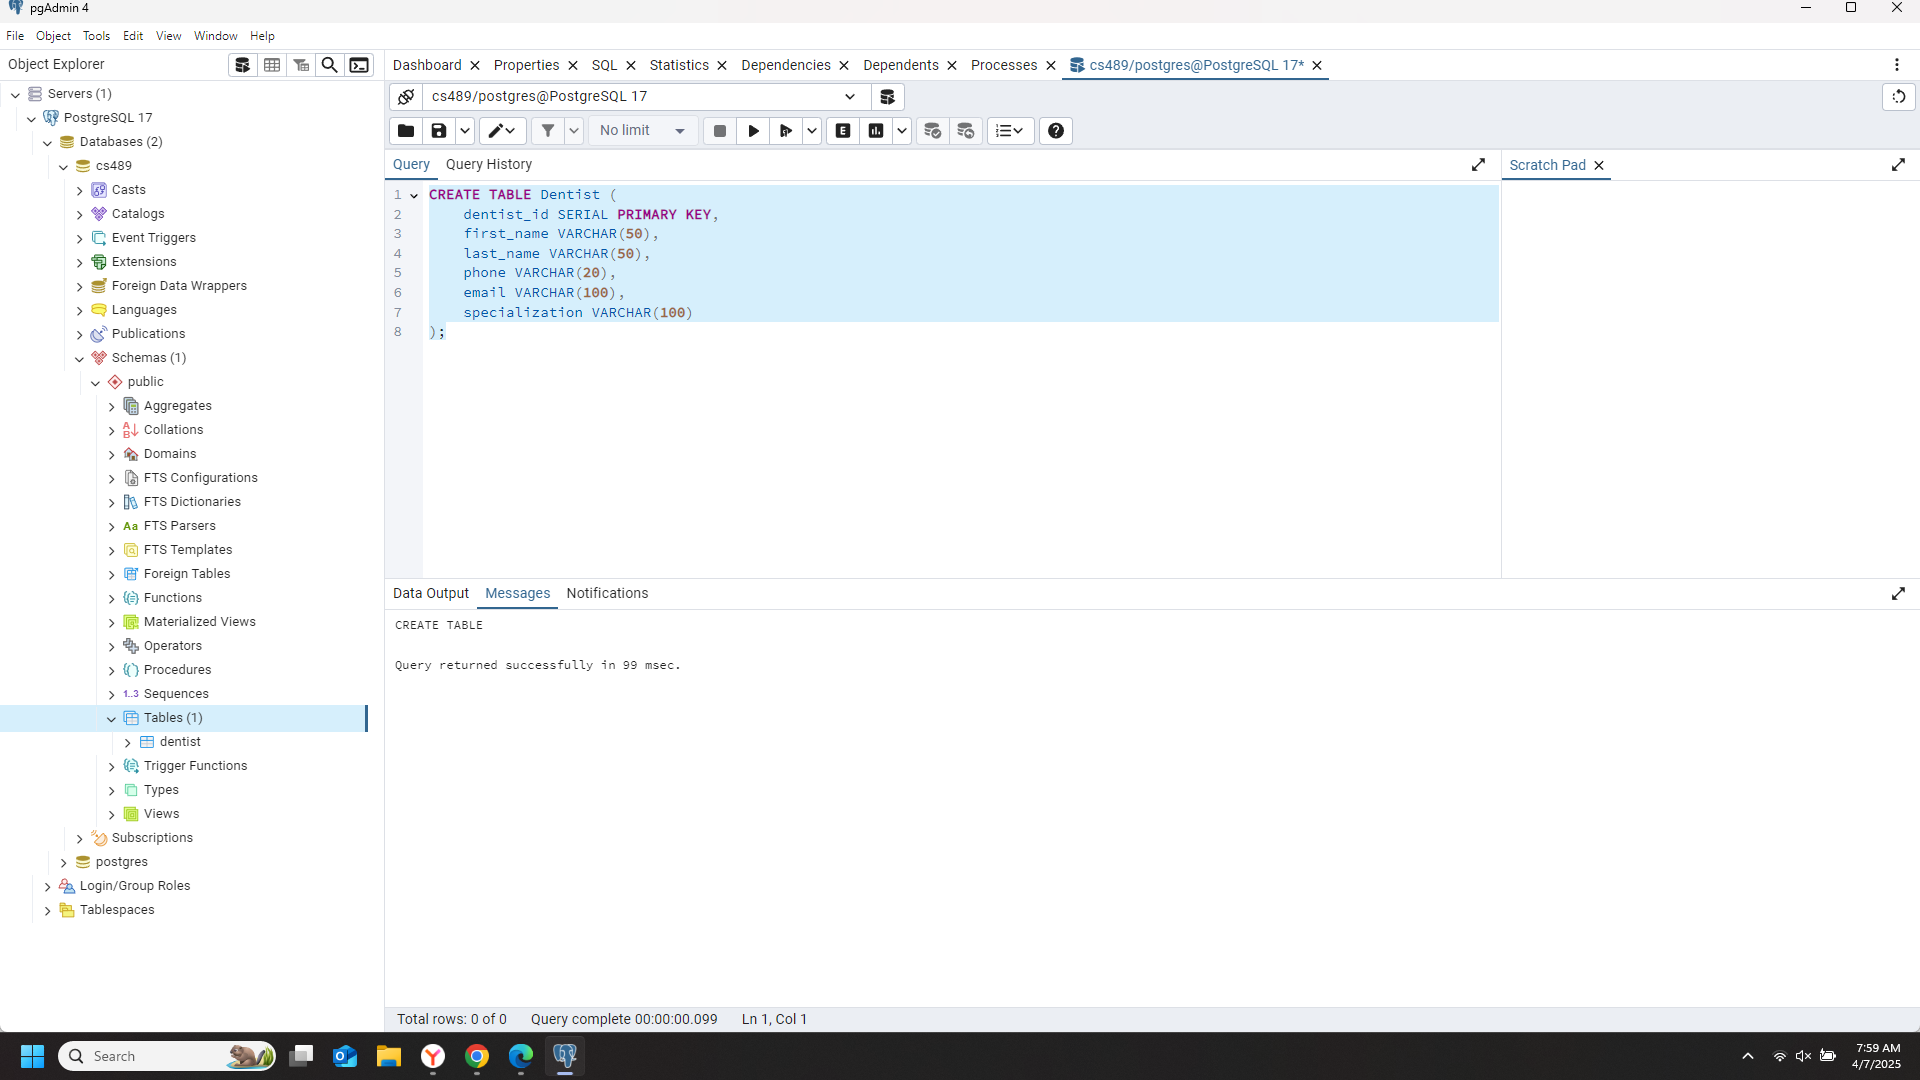 pgAdmin 4
File Object Tools Edit View Window Help
Object Explorer
Dashboard Properties SQL Statistics Dependencies Dependents Processes cs489/postgres@PostgreSQL 17*
Servers (1)
PostgreSQL 17
Databases (2)
cs489
Casts
Catalogs
Event Triggers
Extensions
Foreign Data Wrappers
Languages
Publications
Schemas (1)
public
Aggregates
Collations
Domains
FTS Configurations
FTS Dictionaries
Aa FTS Parsers
FTS Templates
Foreign Tables
Functions
Materialized Views
Operators
Procedures
1..3 Sequences
Tables (1)
dentist
Trigger Functions
Types
Views
Subscriptions
postgres
Login/Group Roles
Tablespaces
cs489/postgres@PostgreSQL 17
No limit
E
Query Query History
Scratch Pad
1 CREATE TABLE Dentist (
2 dentist_id SERIAL PRIMARY KEY,
3 first_name VARCHAR(50),
4 last_name VARCHAR(50),
5 phone VARCHAR(20),
6 email VARCHAR(100),
7 specialization VARCHAR(100)
8 );
Data Output Messages Notifications
CREATE TABLE
Query returned successfully in 99 msec.
Total rows: 0 of 0 Query complete 00:00:00.099 Ln 1, Col 1
Search
7:59 AM
4/7/2025